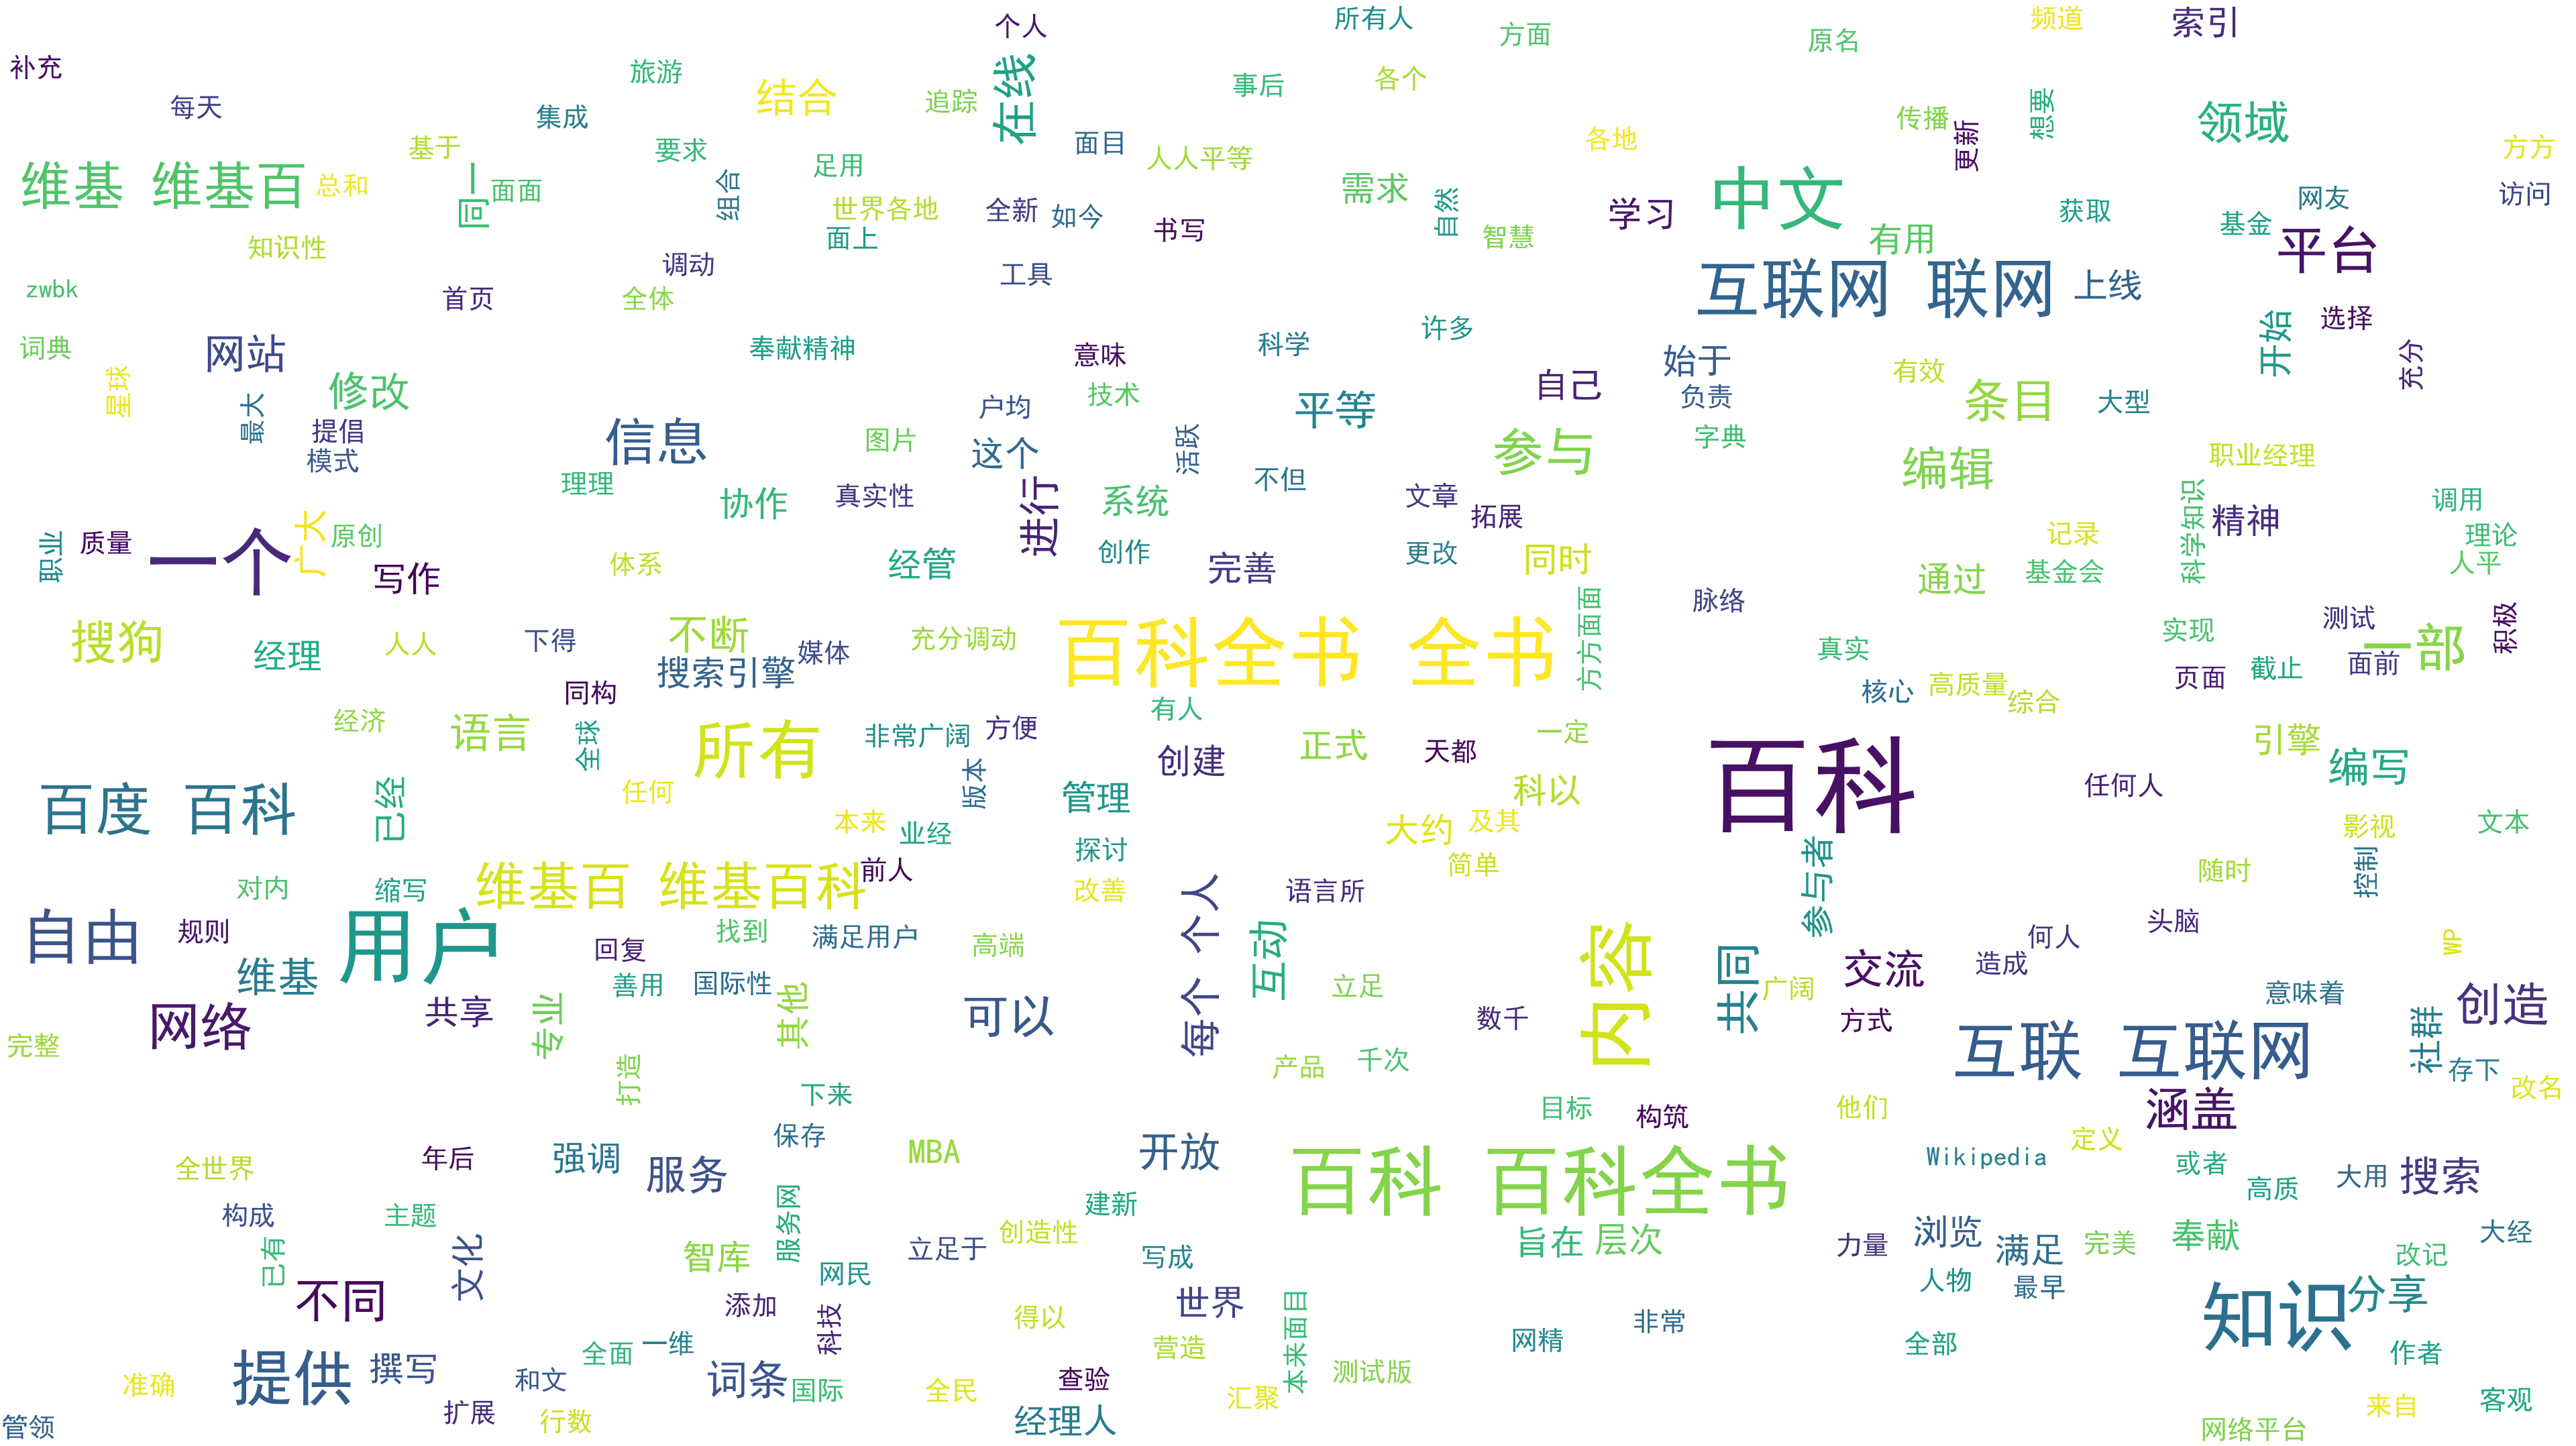 个人
所有人
方面
原名
频道
索引
补充
每天
旅游
集成
结合
追踪
在线
事后
各个
传播
更新
想要
领域
基于
要求
足用
面目
人人平等
各地
方方
维基 维基百
总和
同一
面面
组合
世界各地
面上
全新
如今
书写
需求
自然
智慧
学习
中文
有用
获取
基金
网友
访问
平台
知识性
调动
工具
互联网 联网
上线
zwbk
首页
全体
词典
网站
奉献精神
意味
科学
许多
始于
开始
选择
充分
星球
最大
修改
提倡
模式
信息
图片
户均
这个
技术
活跃
平等
不但
自己
参与
负责
字典
有效
条目
大型
编辑
职业经理
理理
协作
真实性
进行
系统
文章
拓展
科学知识
精神
调用
理论
人平
职业
质量
一个
广大
原创
写作
体系
经管
创作
完善
更改
同时
通过
记录
基金会
脉络
搜狗
经理
人人
下得
不断
搜索引擎
媒体
充分调动
百科全书 全书
方方面面
真实
实现
测试
一部
积极
面前
同构
核心
高质量
综合
页面
截止
经济
语言
全球
所有
非常广阔
方便
有人
创建
正式
天都
一定
百科
引擎
编写
百度 百科
已经
任何
版本
本来
业经
管理
科以
大约
及其
任何人
影视
文本
对内
缩写
维基百 维基百科
前人
探讨
改善
简单
语言所
参与者
随时
控制
自由
规则
用户
回复
找到
满足用户
高端
每个 个人
互动
内容
共同
交流
何人
头脑
WP
维基
善用
国际性
立足
广阔
造成
意味着
创造
网络
共享
专业
其他
可以
数千
方式
互联 互联网
社群
完整
打造
下来
产品
千次
存下
改名
目标
构筑
他们
涵盖
全世界
年后
强调
服务
保存
MBA
开放
百科 百科全书
Wikipedia
定义
或者
高质
大用
搜索
构成
主题
服务网
建新
已有
文化
智库
立足于
创造性
写成
旨在
层次
力量
浏览
满足
完美
奉献
大经
改记
不同
网民
添加
科技
得以
世界
本来面目
人物
最早
知识
分享
全面
一维
营造
网精
非常
全部
作者
准确
提供
撰写
和文
词条
国际
全民
查验
汇聚
测试版
来自
客观
管领
扩展
行数
经理人
网络平台